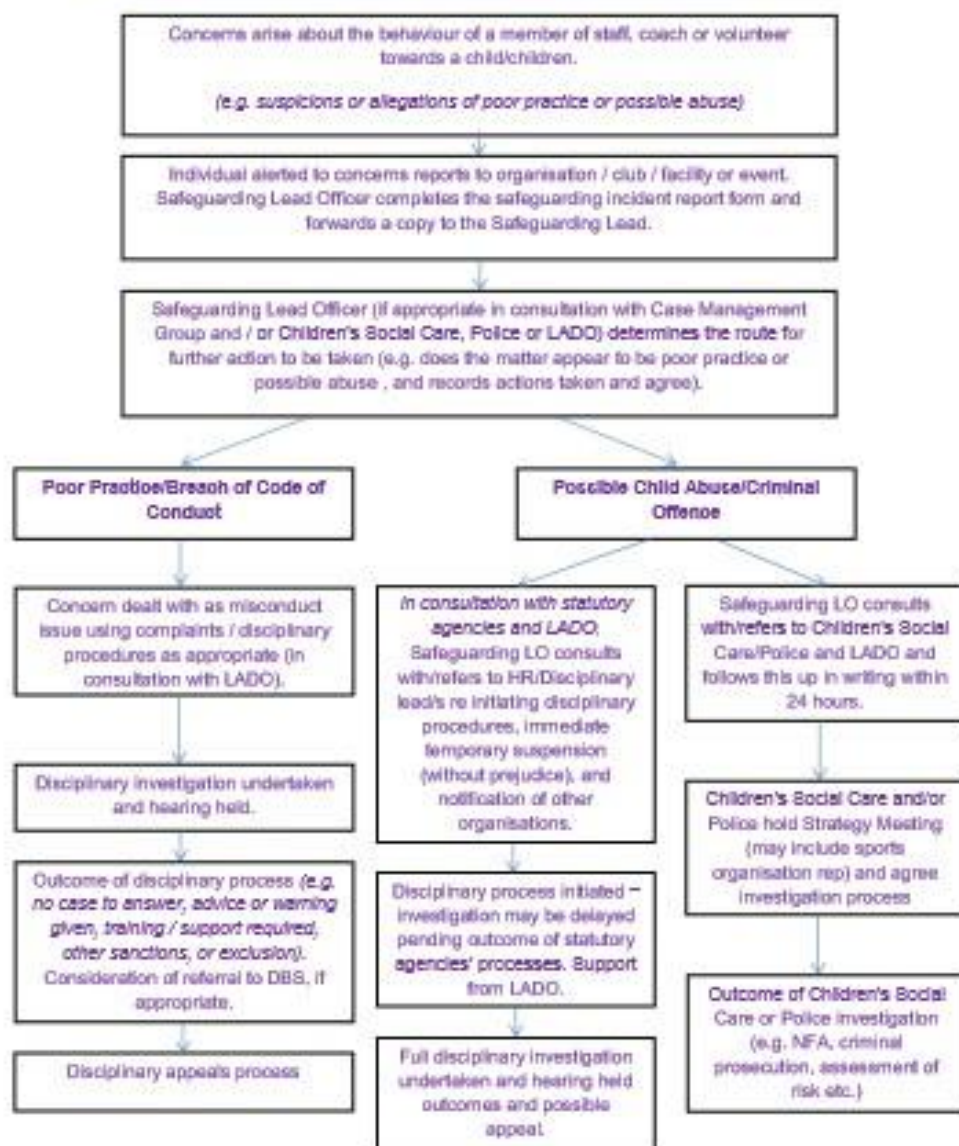 Concerns arise about the behaviour of a member of staff, coach or volunteer
towards a child/children.
(e.g. suspicions or allegations of poor practice or possible abuse)
Individual alerted to concerns reports to organisation / club / facility or event.
Safeguarding Lead Officer completes the safeguarding incident report form and
forwards a copy to the Safeguarding Lead.
Safeguarding Lead Officer (if appropriate in consultation with Case Management
Group and / or Children's Social Care, Police or LADO) determines the route for
further action to be taken (e.g. does the matter appear to be poor practice or
possible abuse , and records actions taken and agree).
Poor Practice/Breach of Code of
Conduct
Concern dealt with as misconduct
issue using complaints / disciplinary
procedures as appropriate (in
consultation with LADO).
Disciplinary investigation undertaken
and hearing held.
Outcome of disciplinary process (e.g.
no case to answer, advice or warning
given, training / support required,
other sanctions, or exclusion).
Consideration of referral to DBS, if
appropriate.
Disciplinary appeals process
Possible Child Abuse/Criminal
Offence
In consultation with statutory
agencies and LADO,
Safeguarding LO consults
with/refers to HR/Disciplinary
lead/s re initiating disciplinary
procedures, immediate
temporary suspension
(without prejudice), and
notification of other
organisations.
Disciplinary process initiated –
investigation may be delayed
pending outcome of statutory
agencies' processes. Support
from LADO.
Full disciplinary investigation
undertaken and hearing held
outcomes and possible
appeal.
Safeguarding LO consults
with/refers to Children's Social
Care/Police and LADO and
follows this up in writing within
24 hours.
Children's Social Care and/or
Police hold Strategy Meeting
(may include sports
organisation rep) and agree
investigation process
Outcome of Children's Social
Care or Police investigation
(e.g. NFA, criminal
prosecution, assessment of
risk etc.)